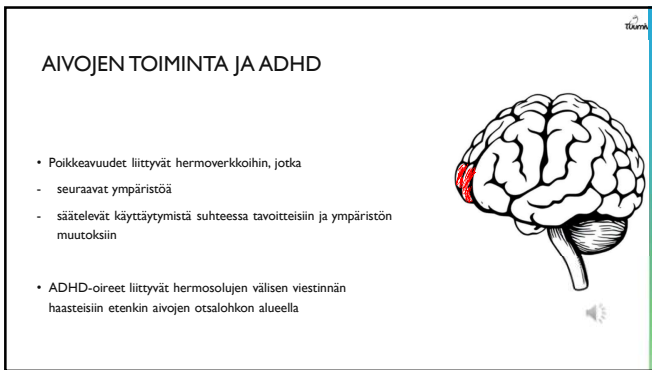 AIVOJEN TOIMINTA JA ADHD
• Poikkeavuudet liittyvät hermoverkkoihin, jotka
- seuraavat ympäristöä
- säätelevät käyttäytymistä suhteessa tavoitteisiin ja ympäristön
muutoksiin
• ADHD-oireet liittyvät hermosolujen välisen viestinnän
haasteisiin etenkin aivojen otsalohkon alueella